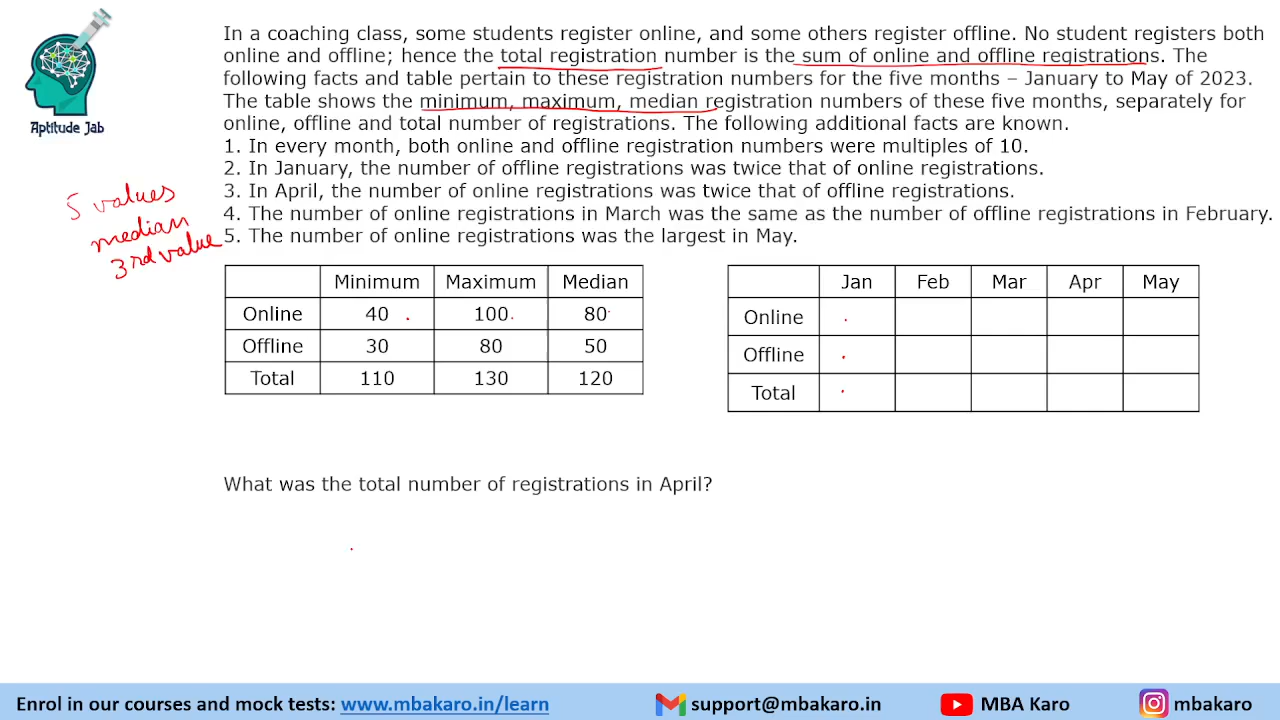 In a coaching class, some students register online, and some others register offline. No student registers both
online and offline; hence the total registration number is the sum of online and offline registrations. The
following facts and table pertain to these registration numbers for the five months – January to May of 2023.
The table shows the minimum, maximum, median registration numbers of these five months, separately for
online, offline and total number of registrations. The following additional facts are known.
1. In every month, both online and offline registration numbers were multiples of 10.
2. In January, the number of offline registrations was twice that of online registrations.
3. In April, the number of online registrations was twice that of offline registrations.
4. The number of online registrations in March was the same as the number of offline registrations in February.
5. The number of online registrations was the largest in May.
Aptitude Jab
5 values
median
3rd value
Minimum Maximum Median
Online 40 100 80
Offline 30 80 50
Total 110 130 120
Jan Feb Mar Apr May
Online
Offline
Total
What was the total number of registrations in April?
Enrol in our courses and mock tests: www.mbakaro.in/learn support@mbakaro.in MBA Karo mbakaro